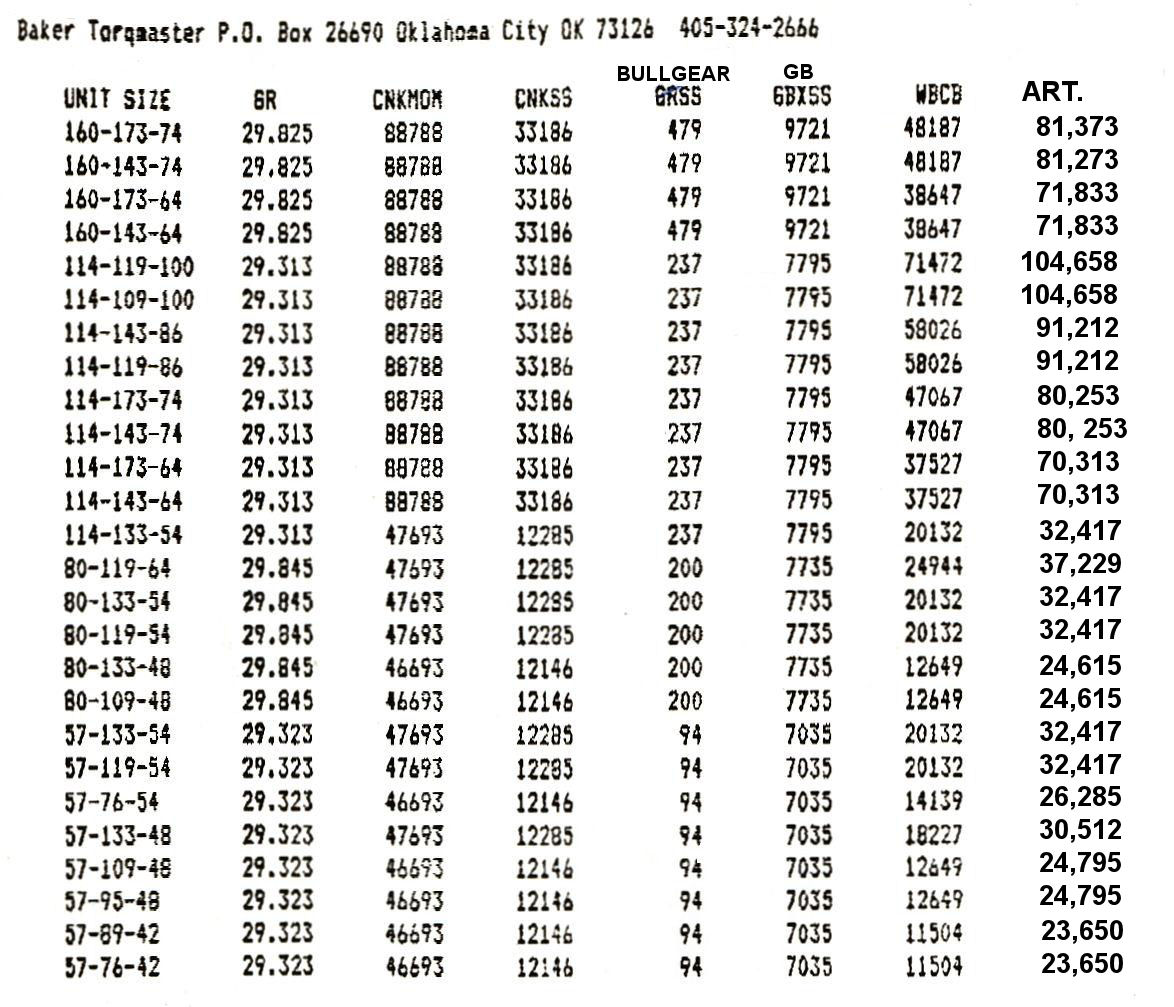 Baker Torqmaster P.O. Box 26690 Oklahoma City OK 73126 405-324-2666
BULLGEAR GB
UNIT SIZE GR CNKMOM CNKSS GRSS GBXSS WBCB ART.
160-173-74 29.825 88788 33186 479 9721 48187 81,373
160-143-74 29.825 88788 33186 479 9721 48187 81,273
160-173-64 29.825 88788 33186 479 9721 38647 71,833
160-143-64 29.825 88788 33186 479 9721 38647 71,833
114-119-100 29.313 88788 33186 237 7795 71472 104,658
114-109-100 29.313 88788 33186 237 7795 71472 104,658
114-143-86 29.313 88788 33186 237 7795 58026 91,212
114-119-86 29.313 88788 33186 237 7795 58026 91,212
114-173-74 29.313 88788 33186 237 7795 47067 80,253
114-143-74 29.313 88788 33186 237 7795 47067 80, 253
114-173-64 29.313 88788 33186 237 7795 37527 70,313
114-143-64 29.313 88788 33186 237 7795 37527 70,313
114-133-54 29.313 47693 12285 237 7795 20132 32,417
80-119-64 29.845 47693 12285 200 7735 24944 37,229
80-133-54 29.845 47693 12285 200 7735 20132 32,417
80-119-54 29.845 47693 12285 200 7735 20132 32,417
80-133-48 29.845 46693 12146 200 7735 12649 24,615
80-109-48 29.845 46693 12146 200 7735 12649 24,615
57-133-54 29.323 47693 12285 94 7035 20132 32,417
57-119-54 29.323 47693 12285 94 7035 20132 32,417
57-76-54 29.323 46693 12146 94 7035 14139 26,285
57-133-48 29.323 47693 12285 94 7035 18227 30,512
57-109-48 29.323 46693 12146 94 7035 12649 24,795
57-95-48 29.323 46693 12146 94 7035 12649 24,795
57-89-42 29.323 46693 12146 94 7035 11504 23,650
57-76-42 29.323 46693 12146 94 7035 11504 23,650